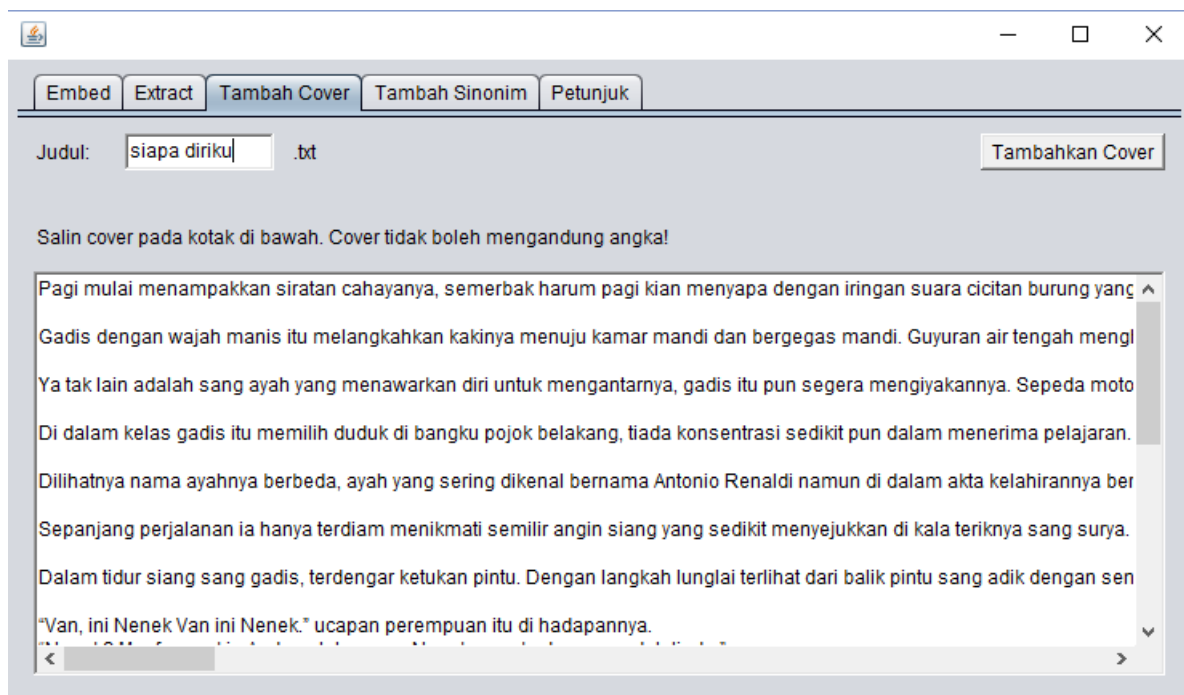 Embed Extract Tambah Cover Tambah Sinonim Petunjuk
Judul: siapa diriku .txt Tambahkan Cover
Salin cover pada kotak di bawah. Cover tidak boleh mengandung angka!
Pagi mulai menampakkan siratan cahayanya, semerbak harum pagi kian menyapa dengan iringan suara cicitan burung yang
Gadis dengan wajah manis itu melangkahkan kakinya menuju kamar mandi dan bergegas mandi. Guyuran air tengah
Ya tak lain adalah sang ayah yang menawarkan diri untuk mengantarnya, gadis itu pun segera mengiyakannya. Sepeda moto
Di dalam kelas gadis itu memilih duduk di bangku pojok belakang, tiada konsentrasi sedikit pun dalam menerima pelajaran.
Dilihatnya nama ayahnya berbeda, ayah yang sering dikenal bernama Antonio Renaldi namun di dalam akta kelahirannya ber
Sepanjang perjalanan ia hanya terdiam menikmati semilir angin siang yang sedikit menyejukkan di kala teriknya sang surya.
Dalam tidur siang sang gadis, terdengar ketukan pintu. Dengan langkah lunglai terlihat dari balik pintu sang adik dengan sen
“Van, ini Nenek Van ini Nenek.” ucapan perempuan itu di hadapannya.